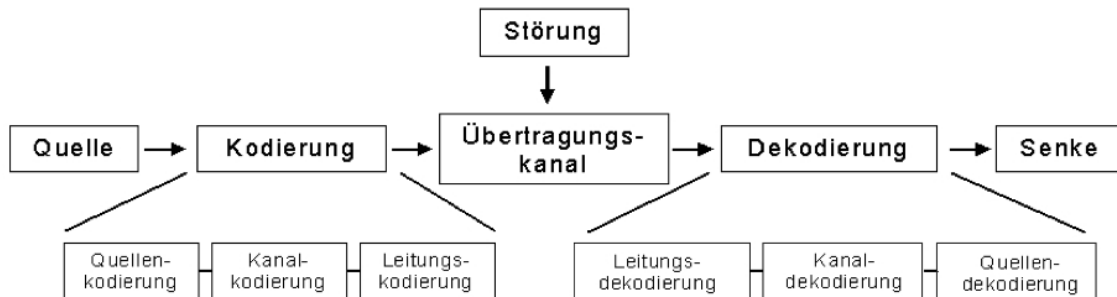 Störung
Quelle
Kodierung
Übertragungs-
kanal
Dekodierung
Senke
Quellen-
kodierung
Kanal-
kodierung
Leitungs-
kodierung
Leitungs-
dekodierung
Kanal-
dekodierung
Quellen-
dekodierung